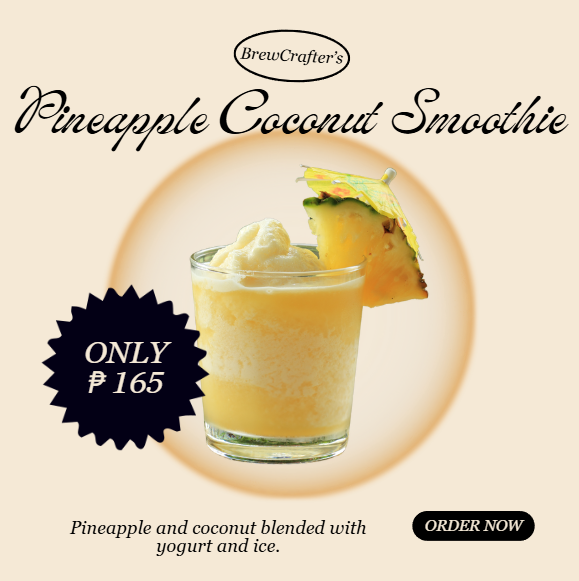 BrewCrafter's
Pineapple Coconut Smoothie
ONLY
₱ 165
Pineapple and coconut blended with
yogurt and ice.
ORDER NOW